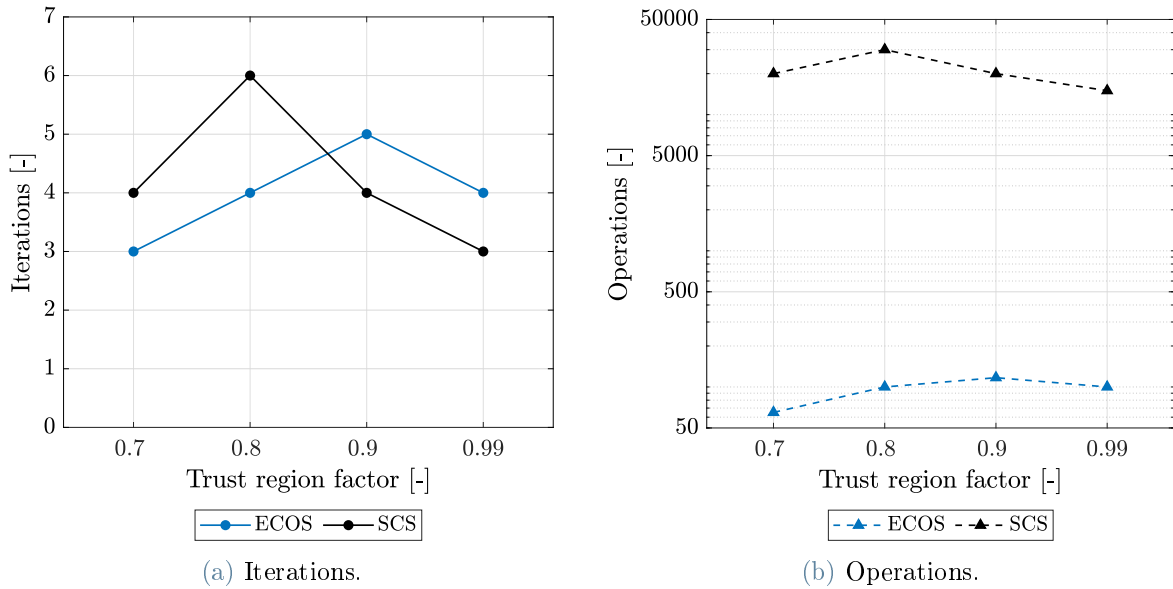 7
6
5
4
3
2
1
0
Iterations [-]
0.7 0.8 0.9 0.99
Trust region factor [-]
ECOS SCS
(a) Iterations.
50000
5000
500
50
Operations [-]
0.7 0.8 0.9 0.99
Trust region factor [-]
ECOS SCS
(b) Operations.